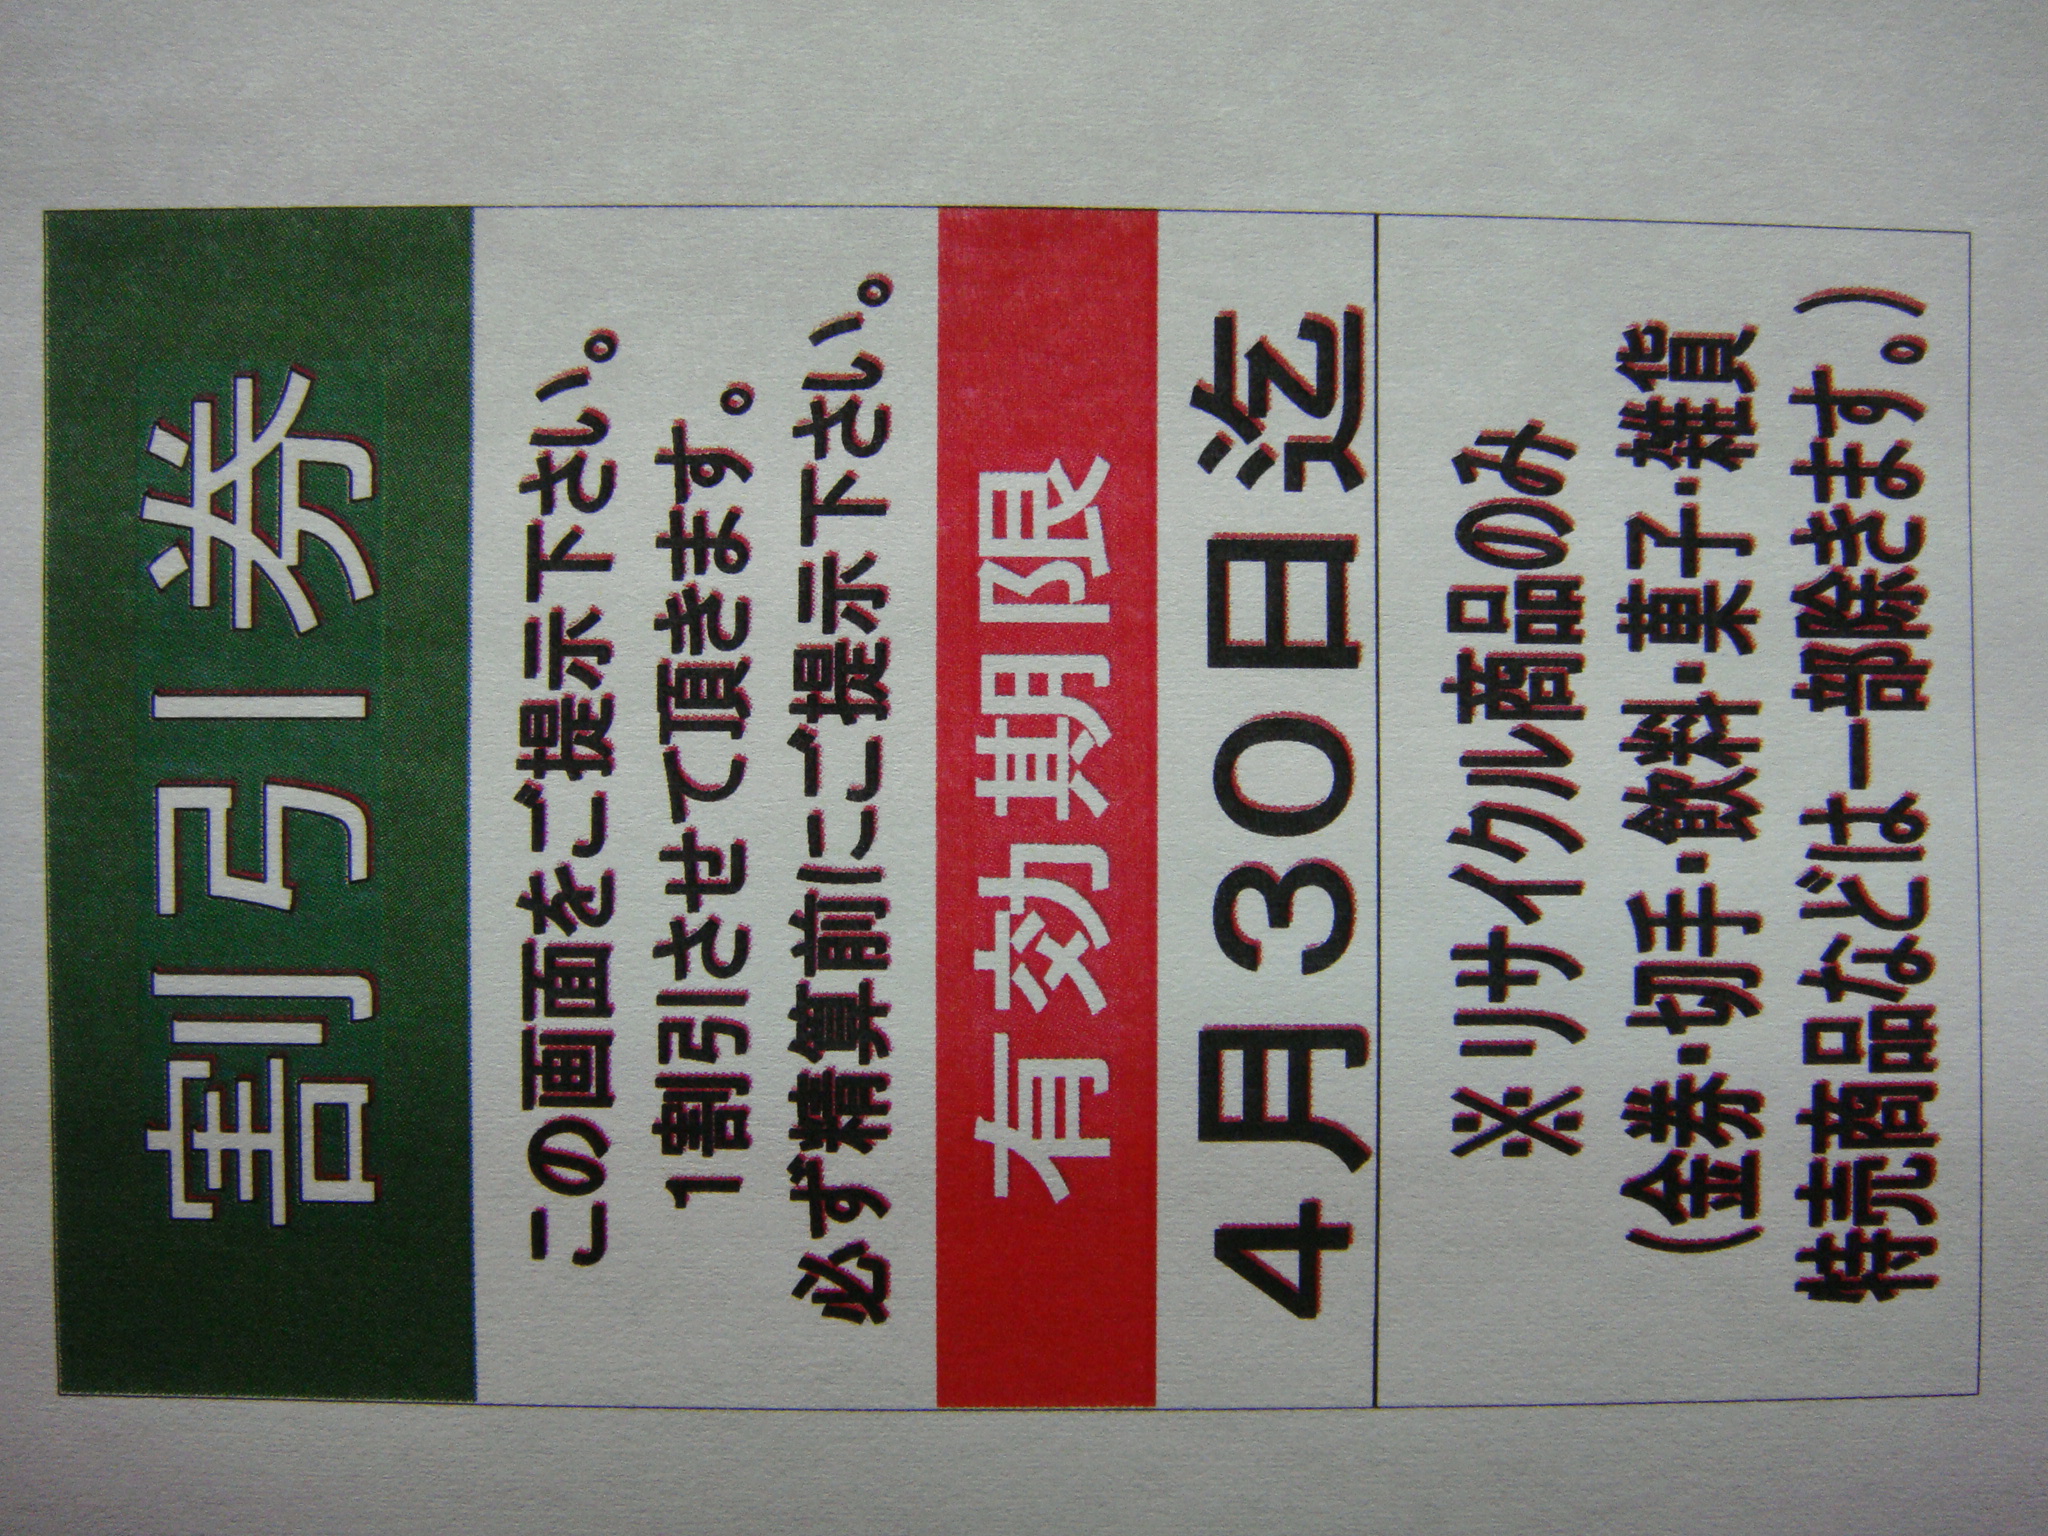 割引券
この画面をご提示下さい。
1割引させて頂きます。
必ず精算前にご提示下さい。
有効期限
4月30日迄
※リサイクル商品のみ
(金券・切手・飲料・菓子・雑貨
特売商品などは一部除きます。)